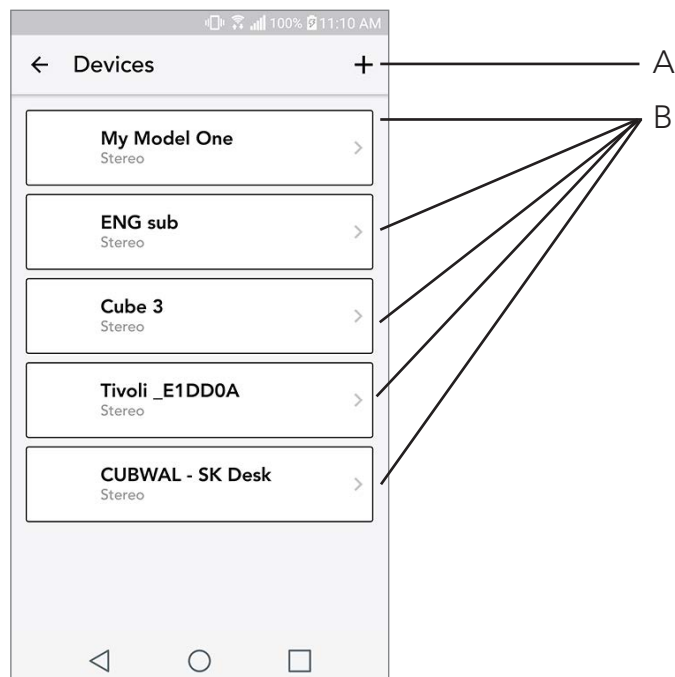 100% 11:10 AM
Devices + A
B
My Model One
Stereo
ENG sub
Stereo
Cube 3
Stereo
Tivoli _E1DD0A
Stereo
CUBWAL - SK Desk
Stereo